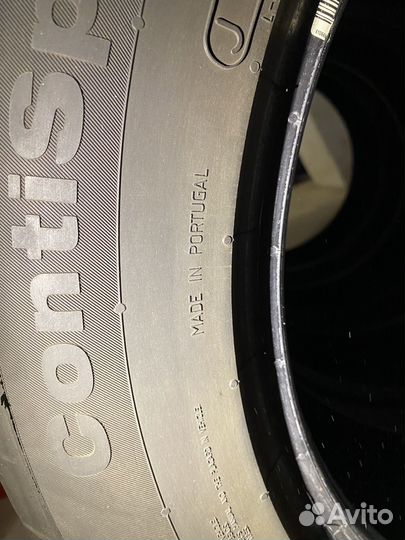 contiSp
MADE IN PORTUGAL
J
Avito